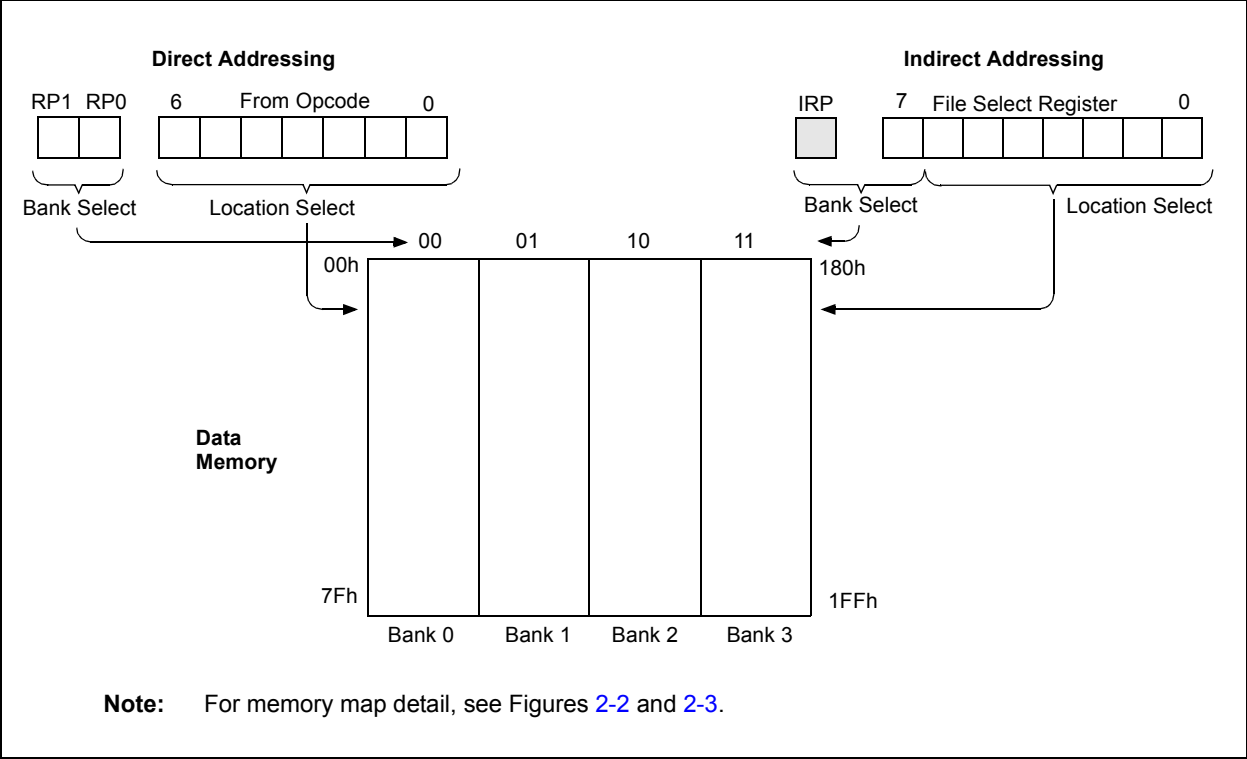 Direct Addressing
Indirect Addressing
RP1 RP0
6 From Opcode 0
IRP
7 File Select Register 0
Bank Select
Location Select
Bank Select
Location Select
00 01 10 11
00h
180h
Data
Memory
7Fh
1FFh
Bank 0 Bank 1 Bank 2 Bank 3
Note: For memory map detail, see Figures 2-2 and 2-3.